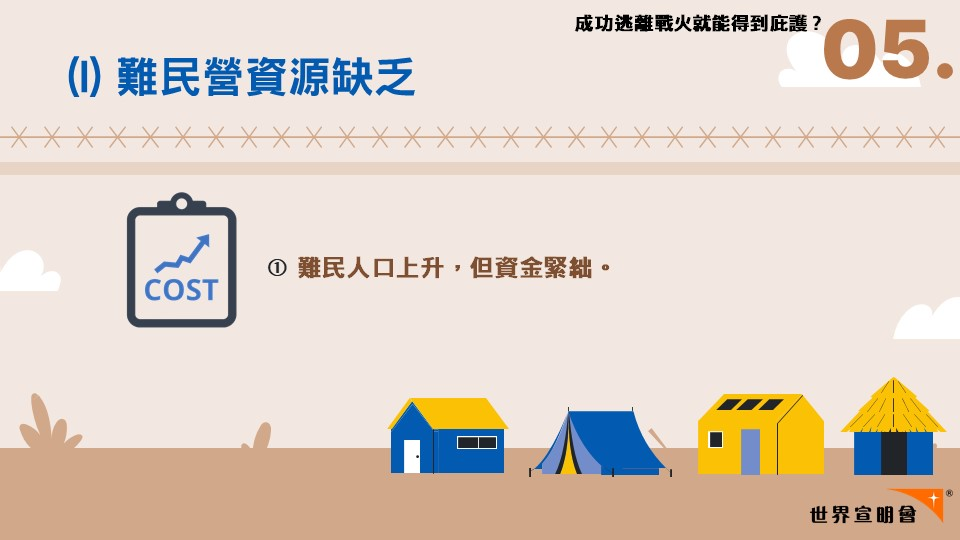 成功逃離戰火就能得到庇護？
05.
(I) 難民營資源缺乏
COST
① 難民人口上升，但資金緊絀。
世界宣明會
®